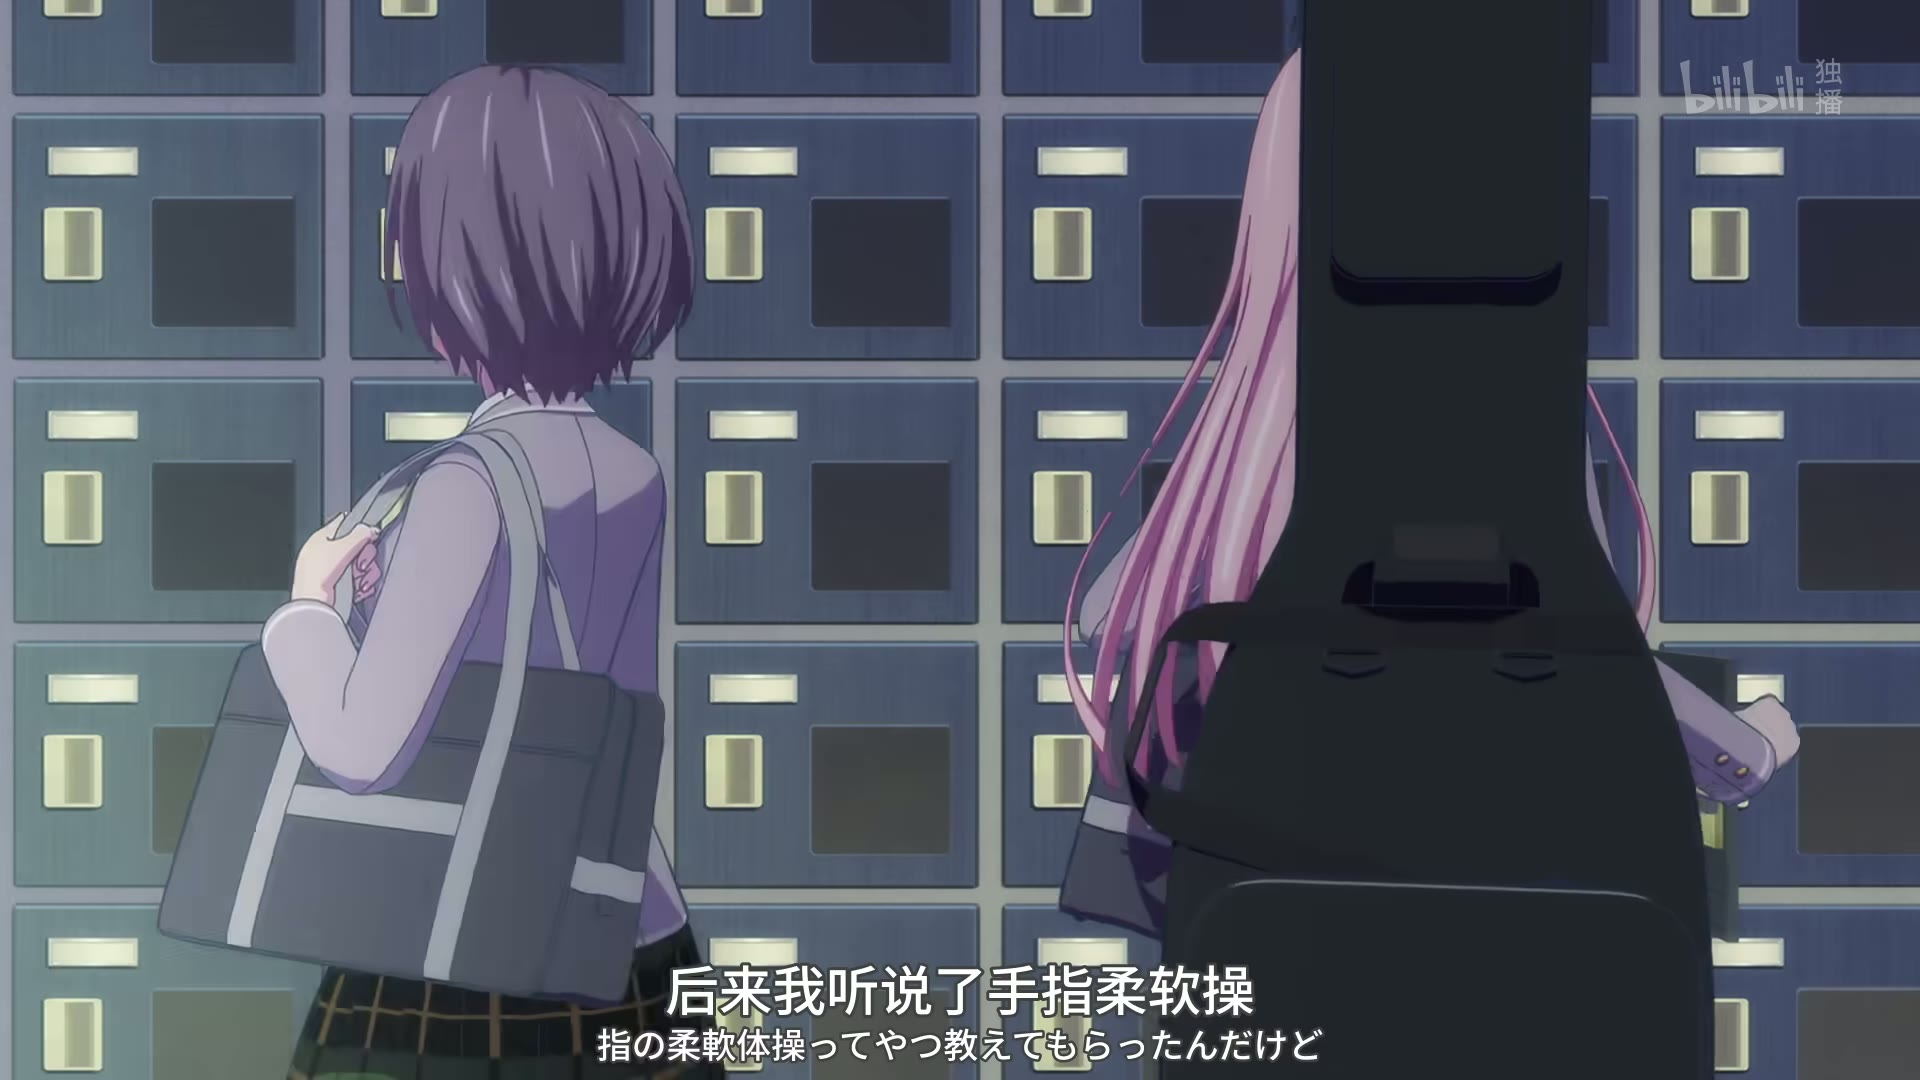 bilibili 独播
后来我听说了手指柔软操
指の柔軟体操ってやつ教えてもらったんだけど